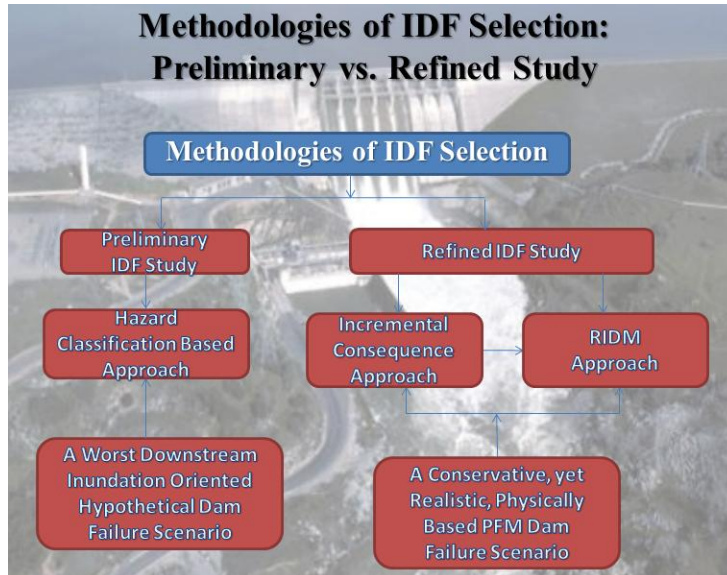 Methodologies of IDF Selection:
Preliminary vs. Refined Study
Methodologies of IDF Selection
Preliminary
IDF Study
Refined IDF Study
Hazard
Classification Based
Approach
Incremental
Consequence
Approach
RIDM
Approach
A Worst Downstream
Inundation Oriented
Hypothetical Dam
Failure Scenario
A Conservative, yet
Realistic, Physically
Based PFM Dam
Failure Scenario